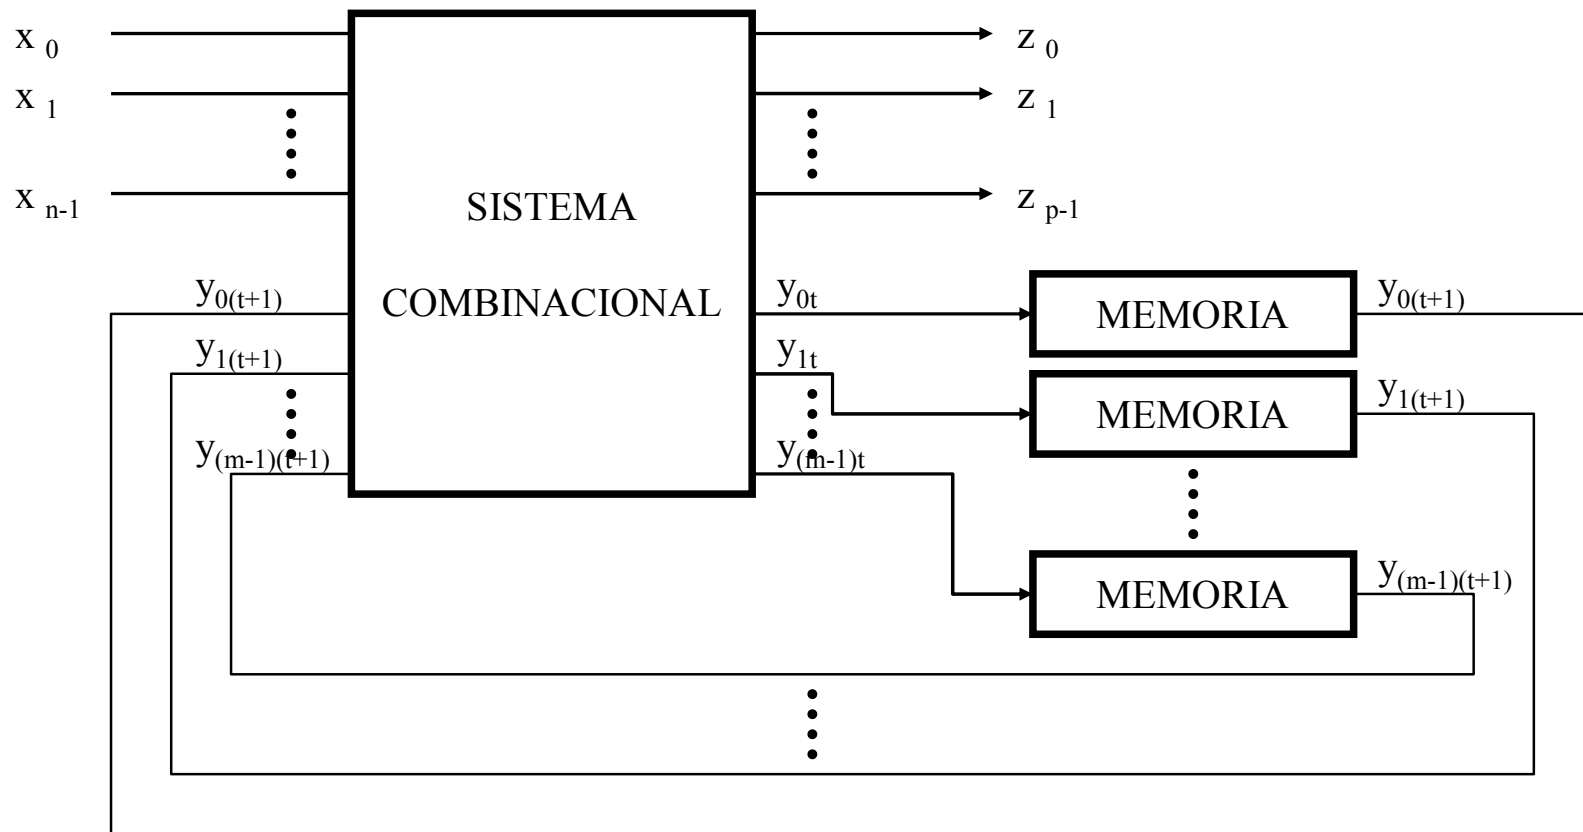 x 0
z 0
x 1
z 1
x n-1
SISTEMA
z p-1
y0(t+1)
COMBINACIONAL
y0t
MEMORIA
y0(t+1)
y1(t+1)
y1t
MEMORIA
y1(t+1)
y(m-1)(t+1)
y(m-1)t
MEMORIA
y(m-1)(t+1)